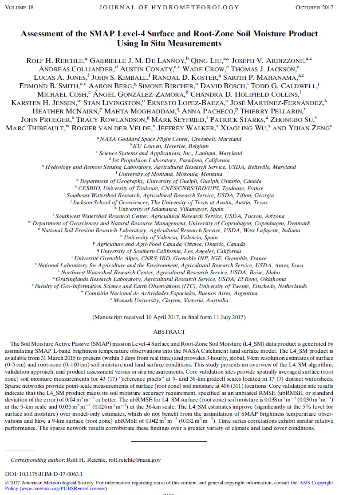 VOLUME 18 JOURNAL OF HYDROMETEOROLOGY OCTOBER 2017
Assessment of the SMAP Level-4 Surface and Root-Zone Soil Moisture Product
Using In Situ Measurements
ROLF H. REICHLE, GABRIELLE J. M. DE LANNOY, QING LIU, JOSEPH V. ARDIZZONE,
ANDREAS COLLIANDER, AUSTIN CONATY, WADE CROW, THOMAS J. JACKSON,
LUCAS A. JONES, JOHN S. KIMBALL, RANDAL D. KOSTER, SARITH P. MAHANAMA,
EDMOND B. SMITH, AARON BERG, SIMONE BIRCHER, DAVID BOSCH, TODD G. CALDWELL,
MICHAEL COSH, ÁNGEL GONZÁLEZ-ZAMORA, CHANDRA D. HOLIFIELD COLLINS,
KARSTEN H. JENSEN, STAN LIVINGSTON, ERNESTO LOPEZ-BAEZA, JOSÉ MARTÍNEZ-FERNÁNDEZ,
HEATHER MCNAIRN, MAHTA MOGHADDAM, ANNA PACHECO, THIERRY PELLARIN,
JOHN PRUEGER, TRACY ROWLANDSON, MARK SEYFRIED, PATRICK STARKS, ZHONGBO SU,
MARC THIBEAULT, ROGER VAN DER VELDE, JEFFREY WALKER, XIAOLING WU, AND YIJIAN ZENG
NASA Goddard Space Flight Center, Greenbelt, Maryland
KU Leuven, Heverlee, Belgium
Science Systems and Applications, Inc., Lanham, Maryland
Jet Propulsion Laboratory, Pasadena, California
Hydrology and Remote Sensing Laboratory, Agricultural Research Service, USDA, Beltsville, Maryland
University of Montana, Missoula, Montana
Department of Geography, University of Guelph, Guelph, Ontario, Canada
CESBIO, University of Toulouse, CNES/CNRS/IRD/UPS, Toulouse, France
Southeast Watershed Research, Agricultural Research Service, USDA, Tifton, Georgia
Jackson School of Geosciences, The University of Texas at Austin, Austin, Texas
University of Salamanca, Villamayor, Spain
Southwest Watershed Research Center, Agricultural Research Service, USDA, Tucson, Arizona
Department of Geosciences and Natural Resource Management, University of Copenhagen, Copenhagen, Denmark
National Soil Erosion Research Laboratory, Agricultural Research Service, USDA, West Lafayette, Indiana
University of Valencia, Valencia, Spain
Agriculture and Agri-Food Canada, Ottawa, Ontario, Canada
University of Southern California, Los Angeles, California
Université Grenoble Alpes, CNRS, IRD, Grenoble INP, IGE, Grenoble, France
National Laboratory for Agriculture and the Environment, Agricultural Research Service, USDA, Ames, Iowa
Northwest Watershed Research Center, Agricultural Research Service, USDA, Boise, Idaho
Grazinglands Research Laboratory, Agricultural Research Service, USDA, El Reno, Oklahoma
Faculty of Geo-Information Science and Earth Observation (ITC), University of Twente, Enschede, Netherlands
Comisión Nacional de Actividades Espaciales, Buenos Aires, Argentina
Monash University, Clayton, Victoria, Australia
(Manuscript received 10 April 2017, in final form 11 July 2017)
ABSTRACT
The Soil Moisture Active Passive (SMAP) mission Level-4 Surface and Root-Zone Soil Moisture (L4_SM) data product is generated by
assimilating SMAP L-band brightness temperature observations into the NASA Catchment land surface model. The L4_SM product is
available from 31 March 2015 to present (within 3 days from real time) and provides 3-hourly, global, 9-km resolution estimates of surface
(0–5 cm) and root-zone (0–100 cm) soil moisture and land surface conditions. This study presents an overview of the L4_SM algorithm,
validation approach, and product assessment versus in situ measurements. Core validation sites provide spatially averaged surface (root
zone) soil moisture measurements for 43 (17) "reference pixels" at 9- and 36-km gridcell scales located in 17 (7) distinct watersheds.
Sparse networks provide point-scale measurements of surface (root zone) soil moisture at 406 (311) locations. Core validation site results
indicate that the L4_SM product meets its soil moisture accuracy requirement, specified as an unbiased RMSE (ubRMSE, or standard
deviation of the error) of 0.04 m³ m⁻³ or better. The ubRMSE for L4_SM surface (root zone) soil moisture is 0.038 m³ m⁻³ (0.030 m³ m⁻³)
at the 9-km scale and 0.035 m³ m⁻³ (0.026 m³ m⁻³) at the 36-km scale. The L4_SM estimates improve (significantly at the 5% level for
surface soil moisture) over model-only estimates, which do not benefit from the assimilation of SMAP brightness temperature obser-
vations and have a 9-km surface (root zone) ubRMSE of 0.042 m³ m⁻³ (0.032 m³ m⁻³). Time series correlations exhibit similar relative
performance. The sparse network results corroborate these findings over a greater variety of climate and land cover conditions.
Corresponding author: Rolf H. Reichle, rolf.reichle@nasa.gov
DOI: 10.1175/JHM-D-17-0063.1
© 2017 American Meteorological Society. For information regarding reuse of this content and general copyright information, consult the AMS Copyright
Policy (www.ametsoc.org/PUBSReuseLicenses).